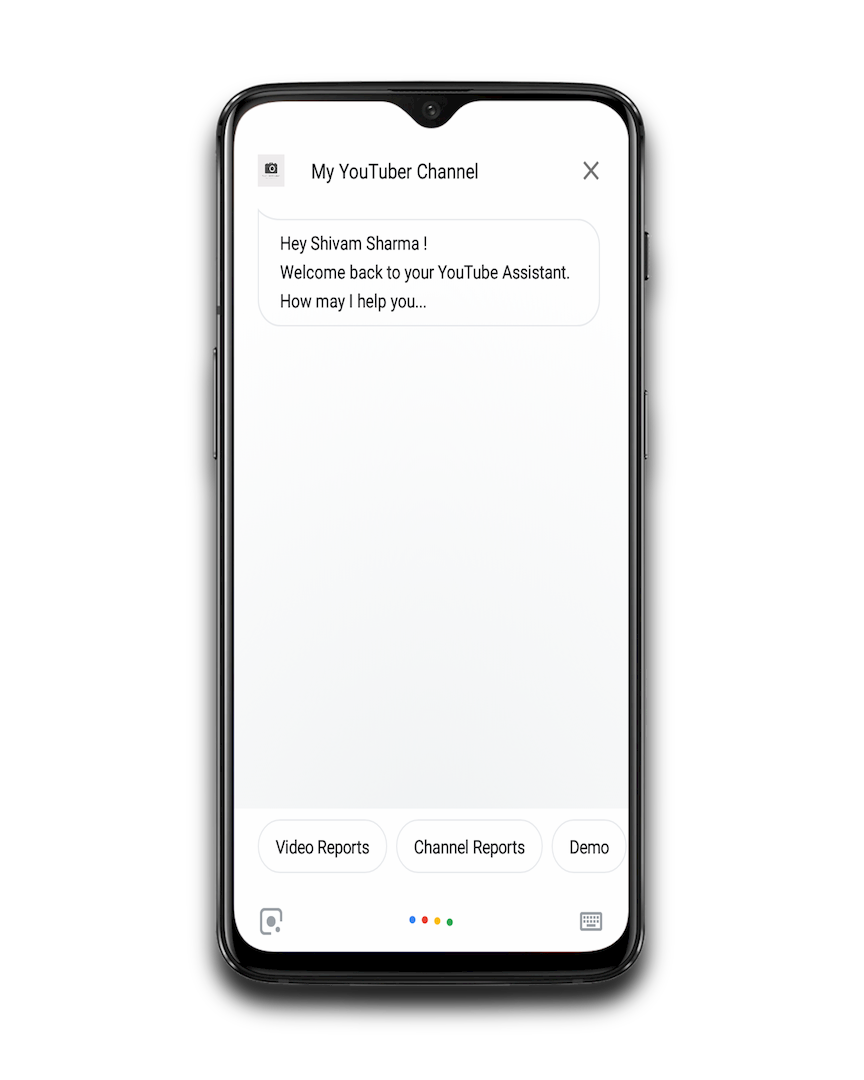 My YouTuber Channel
Hey Shivam Sharma !
Welcome back to your YouTube Assistant.
How may I help you...
Video Reports
Channel Reports
Demo